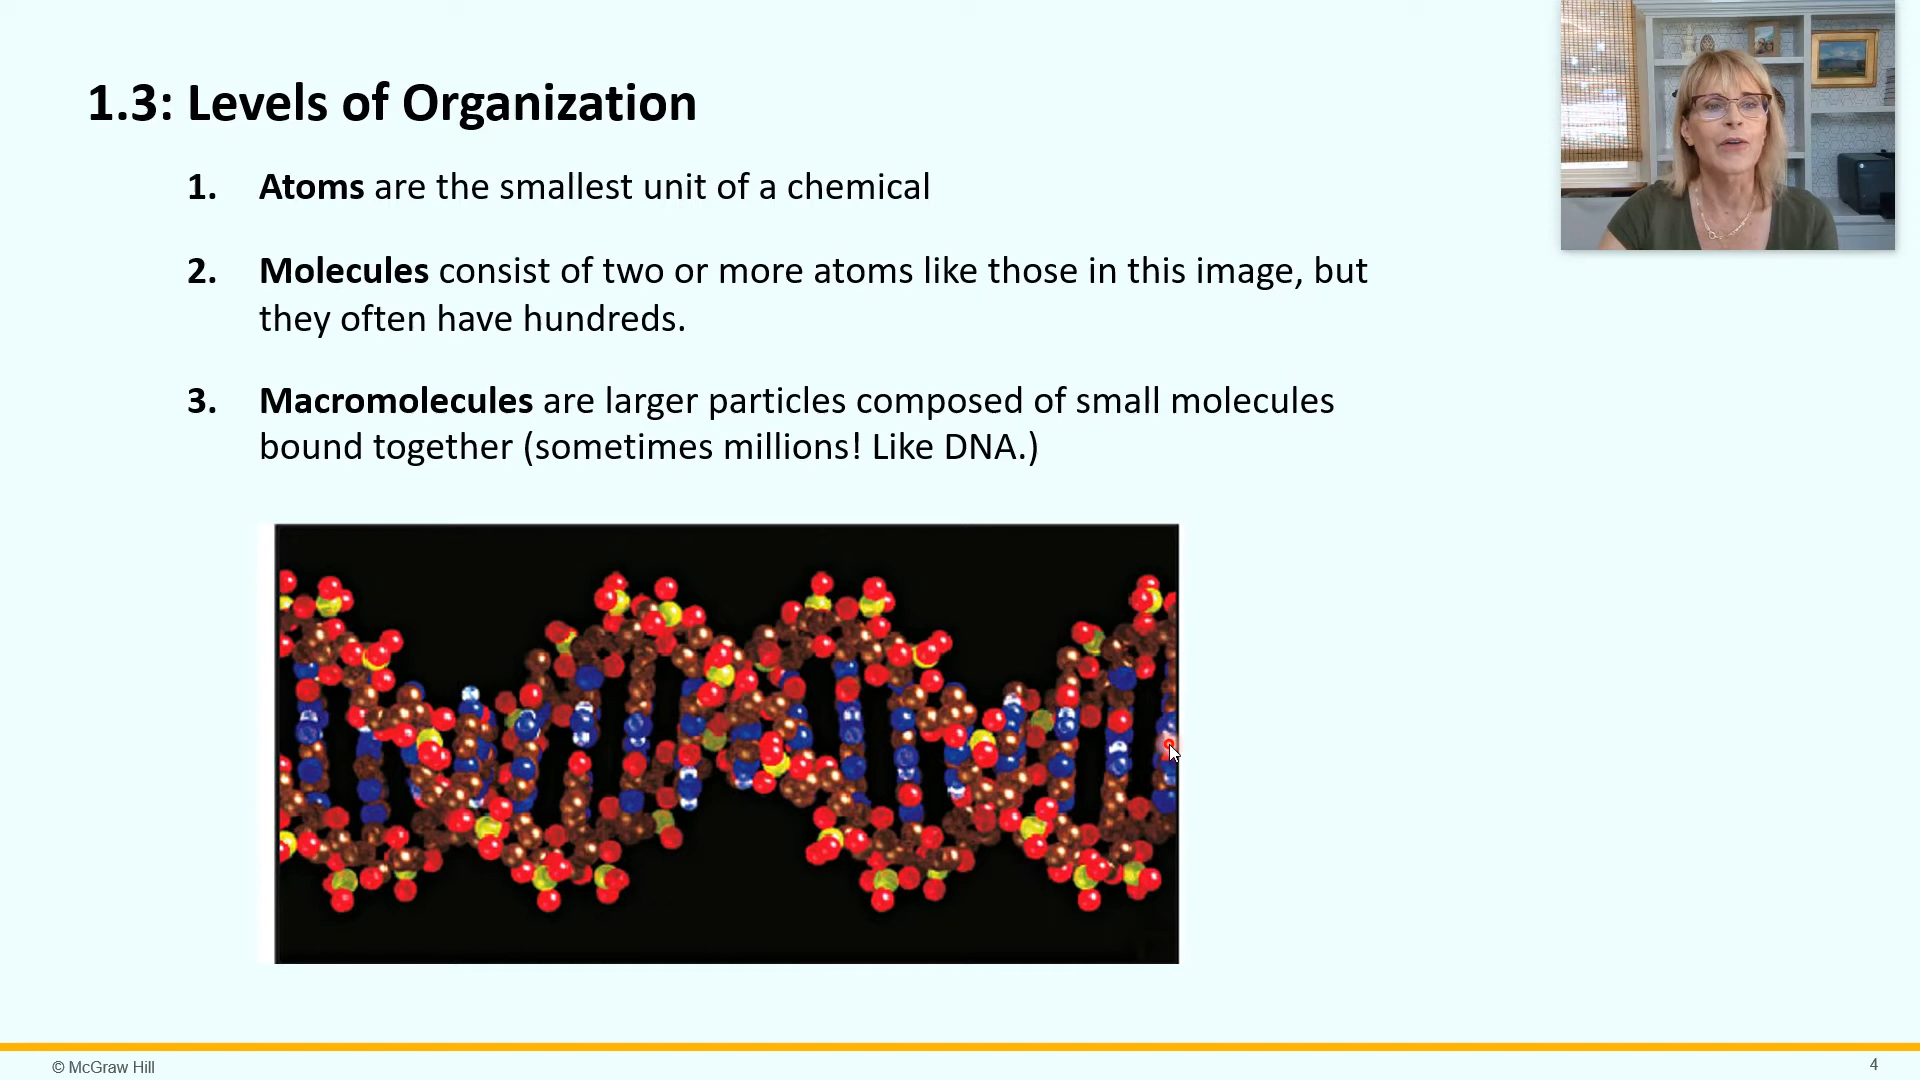 1.3: Levels of Organization
1. Atoms are the smallest unit of a chemical
2. Molecules consist of two or more atoms like those in this image, but
they often have hundreds.
3. Macromolecules are larger particles composed of small molecules
bound together (sometimes millions! Like DNA.)
© McGraw Hill
4